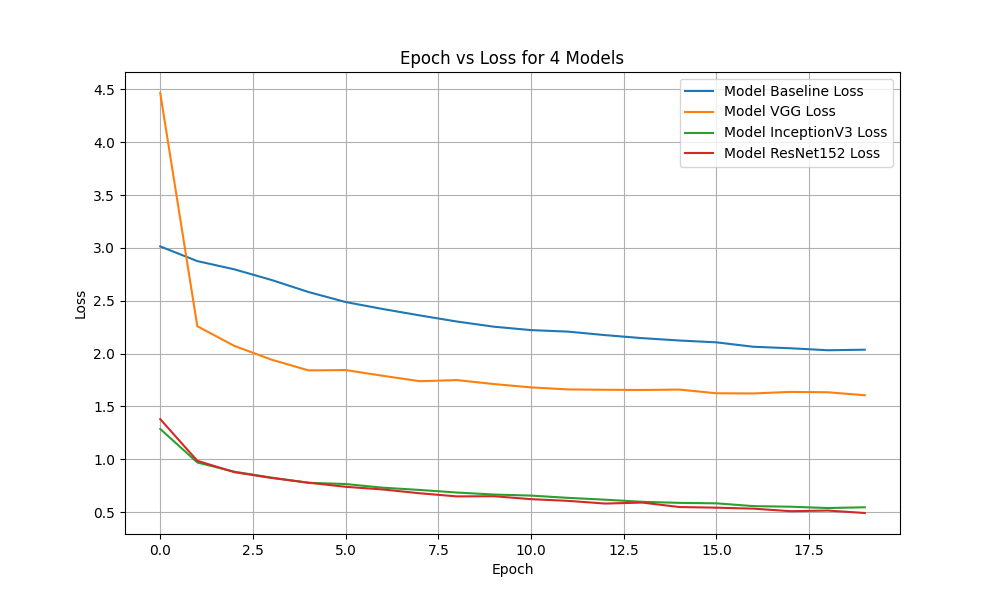 Epoch vs Loss for 4 Models
Model Baseline Loss
Model VGG Loss
Model InceptionV3 Loss
Model ResNet152 Loss
Loss
4.5
4.0
3.5
3.0
2.5
2.0
1.5
1.0
0.5
0.0 2.5 5.0 7.5 10.0 12.5 15.0 17.5
Epoch